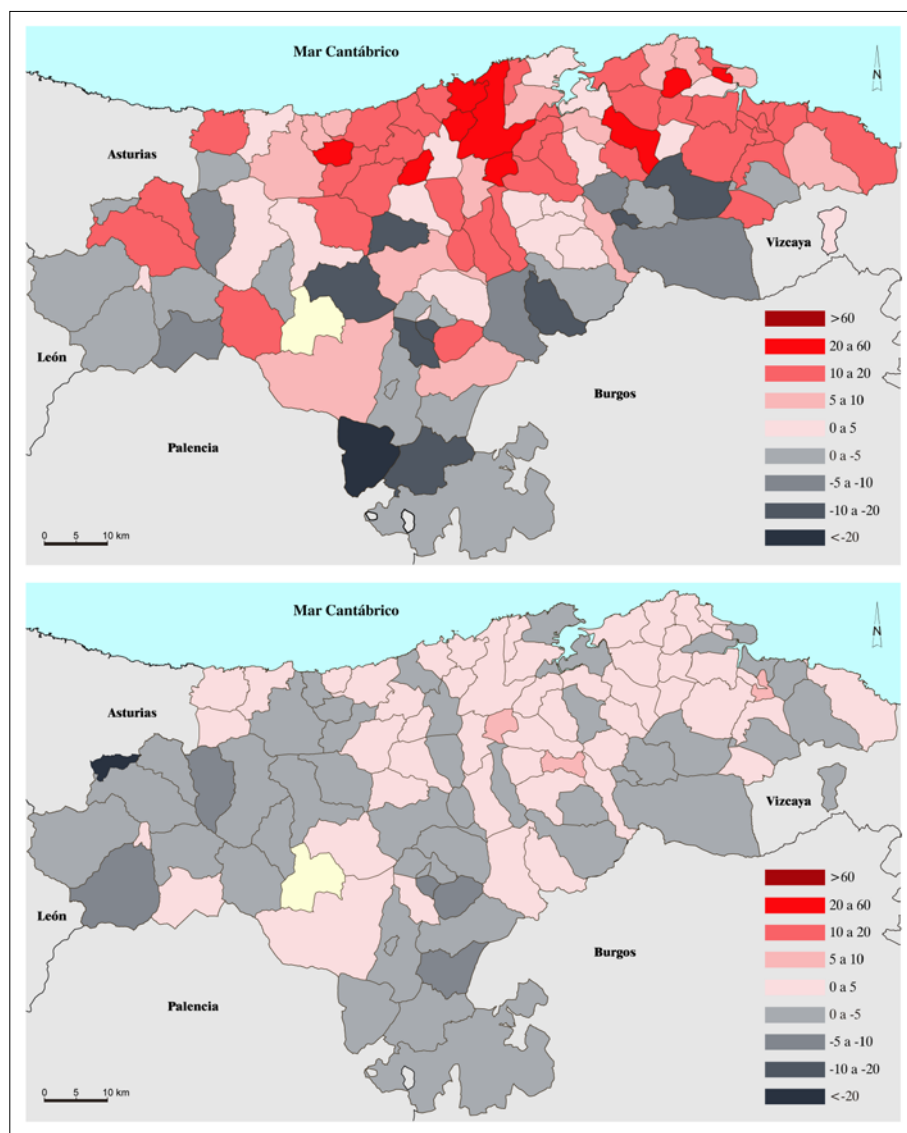 Mar Cantábrico
N
Asturias
Vizcaya
León
Burgos
Palencia
>60
20 a 60
10 a 20
5 a 10
0 a 5
0 a -5
-5 a -10
-10 a -20
<-20
0 5 10 km
Mar Cantábrico
N
Asturias
Vizcaya
León
Burgos
Palencia
>60
20 a 60
10 a 20
5 a 10
0 a 5
0 a -5
-5 a -10
-10 a -20
<-20
0 5 10 km